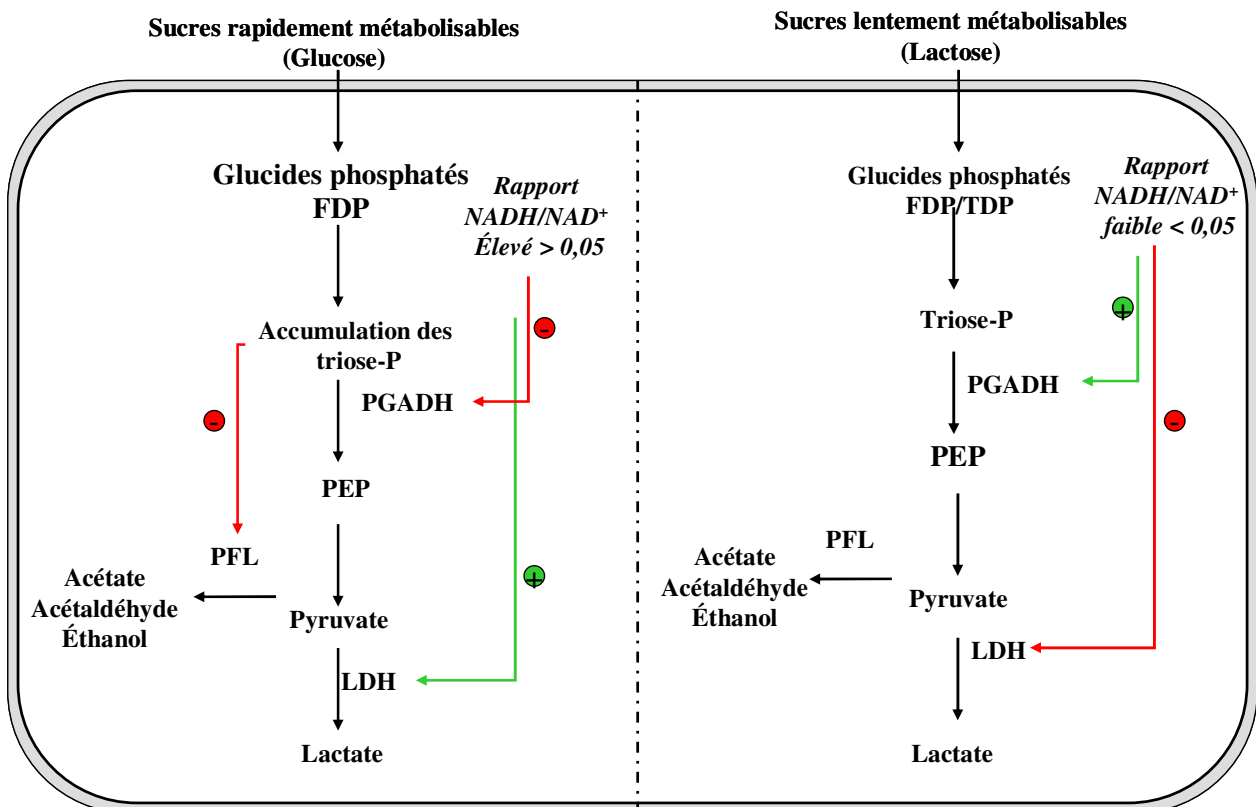 Sucres rapidement métabolisables
(Glucose)
Glucides phosphatés
FDP
Rapport
NADH/NAD⁺
Élevé > 0,05
Accumulation des
triose-P
-
PGADH
-
PEP
PFL
+
Acétate
Acétaldéhyde
Éthanol
Pyruvate
LDH
Lactate
Sucres lentement métabolisables
(Lactose)
Glucides phosphatés
FDP/TDP
Rapport
NADH/NAD⁺
faible < 0,05
+
Triose-P
PGADH
-
PEP
PFL
Acétate
Acétaldéhyde
Éthanol
Pyruvate
LDH
Lactate